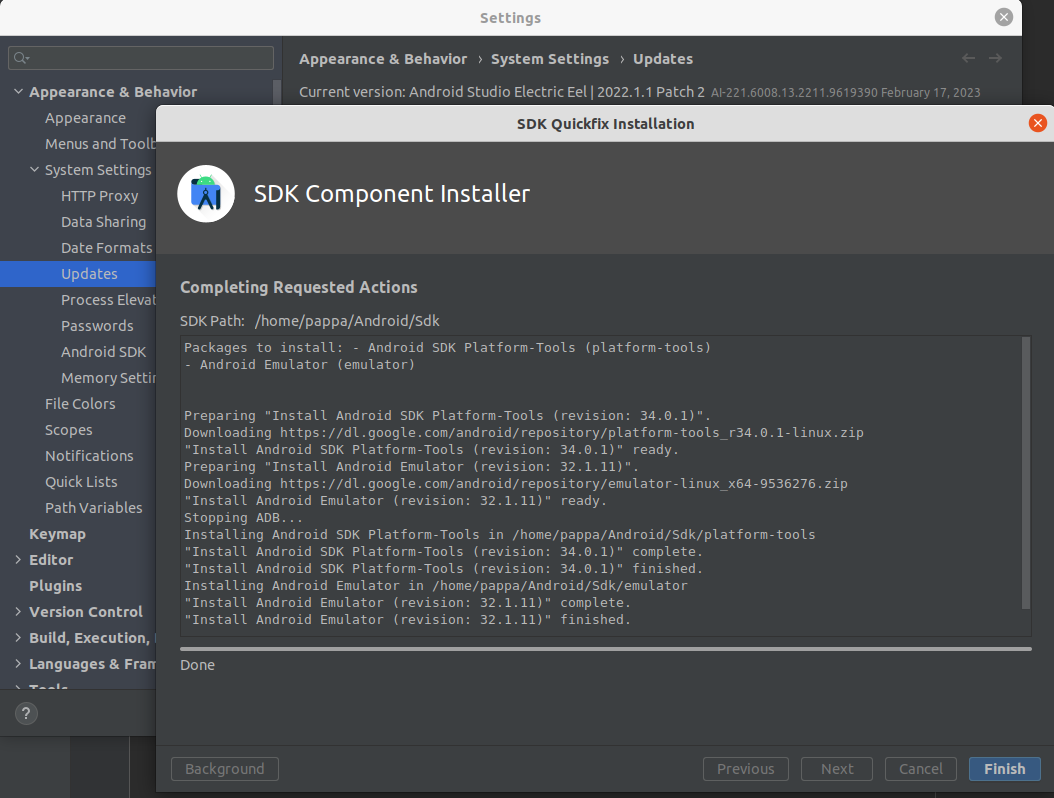 Settings
Appearance & Behavior › System Settings › Updates
Current version: Android Studio Electric Eel | 2022.1.1 Patch 2 AI-221.6008.13.2211.9619390 February 17, 2023
Appearance & Behavior
Appearance
Menus and Toolb
System Settings
HTTP Proxy
Data Sharing
Date Formats
Updates
Process Elevat
Passwords
Android SDK
Memory Settin
File Colors
Scopes
Notifications
Quick Lists
Path Variables
Keymap
Editor
Plugins
Version Control
Build, Execution,
Languages & Fram
Tools
?
SDK Quickfix Installation
SDK Component Installer
Completing Requested Actions
SDK Path: /home/pappa/Android/Sdk
Packages to install: - Android SDK Platform-Tools (platform-tools)
- Android Emulator (emulator)
Preparing "Install Android SDK Platform-Tools (revision: 34.0.1)".
Downloading https://dl.google.com/android/repository/platform-tools_r34.0.1-linux.zip
"Install Android SDK Platform-Tools (revision: 34.0.1)" ready.
Preparing "Install Android Emulator (revision: 32.1.11)".
Downloading https://dl.google.com/android/repository/emulator-linux_x64-9536276.zip
"Install Android Emulator (revision: 32.1.11)" ready.
Stopping ADB...
Installing Android SDK Platform-Tools in /home/pappa/Android/Sdk/platform-tools
"Install Android SDK Platform-Tools (revision: 34.0.1)" complete.
"Install Android SDK Platform-Tools (revision: 34.0.1)" finished.
Installing Android Emulator in /home/pappa/Android/Sdk/emulator
"Install Android Emulator (revision: 32.1.11)" complete.
"Install Android Emulator (revision: 32.1.11)" finished.
Done
Background Previous Next Cancel Finish